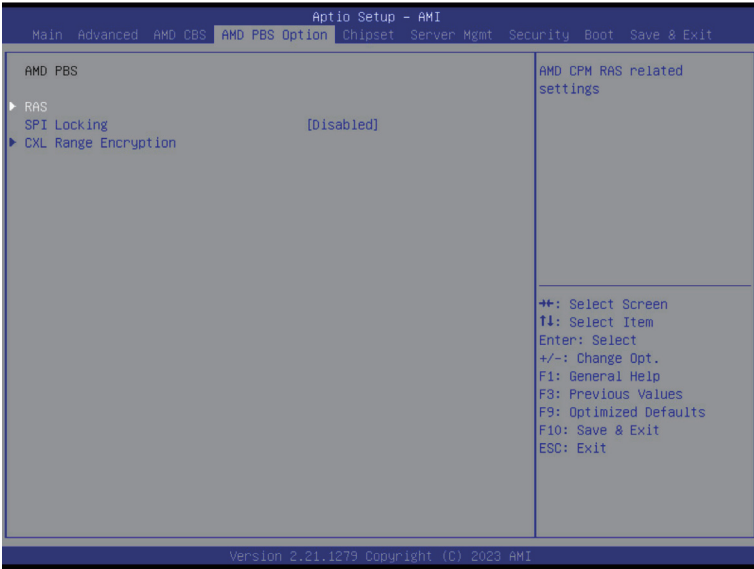 Aptio Setup – AMI
Main Advanced AMD CBS AMD PBS Option Chipset Server Mgmt Security Boot Save & Exit
AMD PBS
RAS
SPI Locking [Disabled]
CXL Range Encryption
AMD CPM RAS related
settings
→←: Select Screen
↑↓: Select Item
Enter: Select
+/-: Change Opt.
F1: General Help
F3: Previous Values
F9: Optimized Defaults
F10: Save & Exit
ESC: Exit
Version 2.21.1279 Copyright (C) 2023 AMI